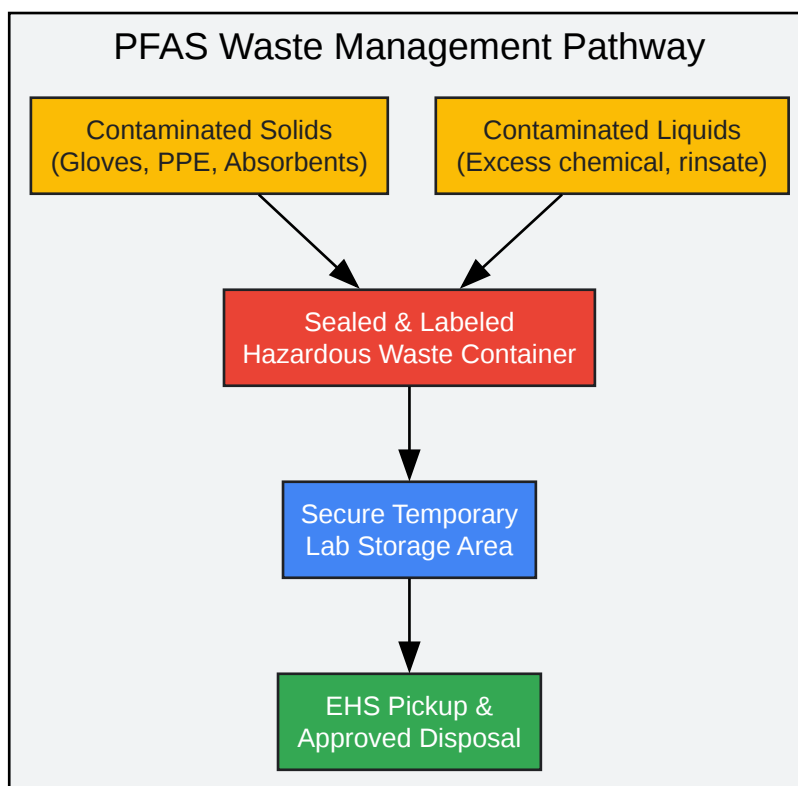 PFAS Waste Management Pathway
Contaminated Solids
(Gloves, PPE, Absorbents)
Contaminated Liquids
(Excess chemical, rinsate)
Sealed & Labeled
Hazardous Waste Container
Secure Temporary
Lab Storage Area
EHS Pickup &
Approved Disposal